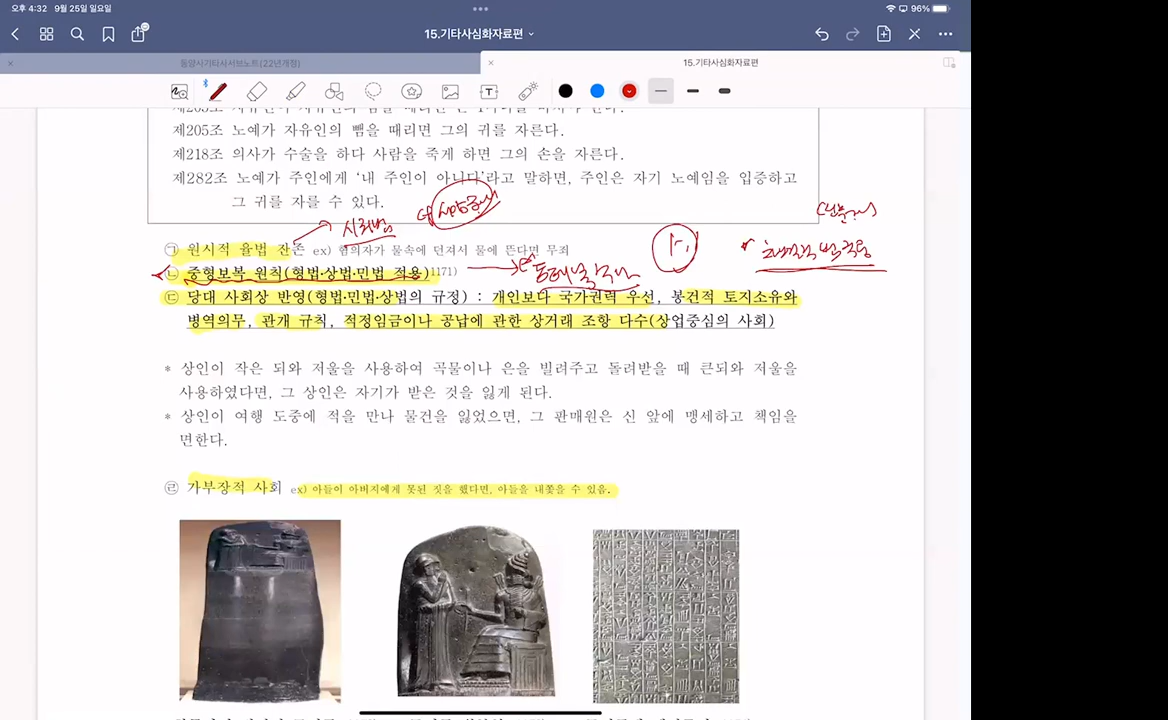 오후 4:32 9월 25일 일요일
96%
15.기타사심화자료편
동양사기타사서브노트(22년개정)
15.기타사심화자료편
제205조 노예가 자유인의 뺨을 때리면 그의 귀를 자른다.
제218조 의사가 수술을 하다 사람을 죽게 하면 그의 손을 자른다.
제282조 노예가 주인에게 ‘내 주인이 아니다’라고 말하면, 주인은 자기 노예임을 입증하고
그 귀를 자를 수 있다.
㉠ 원시적 율법 잔존 ex) 혐의자가 물속에 던져서 물에 뜬다면 무죄
㉡ 중형보복 원칙(형법·상법·민법 적용)1171)
㉢ 당대 사회상 반영(형법·민법·상법의 규정) : 개인보다 국가권력 우선, 봉건적 토지소유와
병역의무, 관개 규칙, 적정임금이나 공납에 관한 상거래 조항 다수(상업중심의 사회)
* 상인이 작은 되와 저울을 사용하여 곡물이나 은을 빌려주고 돌려받을 때 큰되와 저울을
사용하였다면, 그 상인은 자기가 받은 것을 잃게 된다.
* 상인이 여행 도중에 적을 만나 물건을 잃었으면, 그 판매원은 신 앞에 맹세하고 책임을
면한다.
㉣ 가부장적 사회 ex) 아들이 아버지에게 못된 짓을 했다면, 아들을 내쫓을 수 있음.